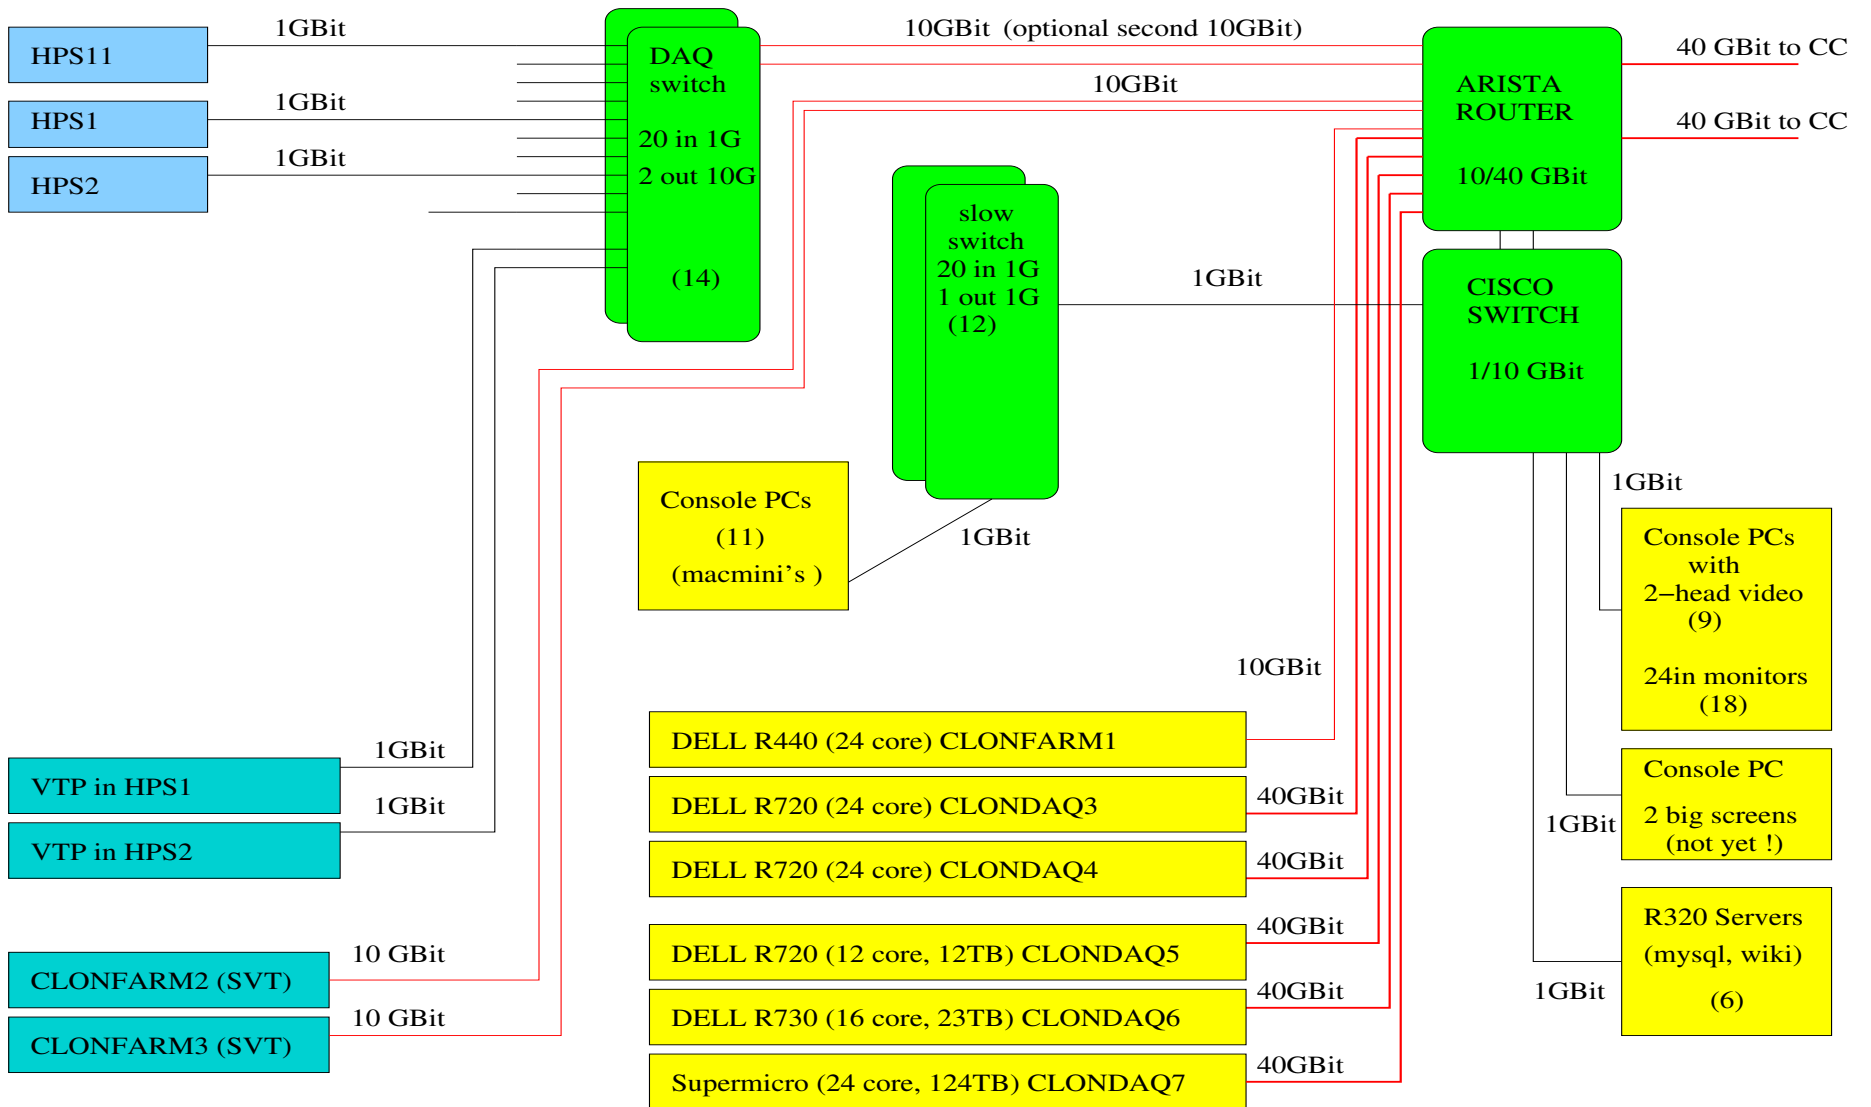 HPS11
1GBit
HPS1
1GBit
HPS2
1GBit
DAQ
switch
20 in 1G
2 out 10G
(14)
10GBit (optional second 10GBit)
10GBit
ARISTA
ROUTER
10/40 GBit
40 GBit to CC
40 GBit to CC
slow
switch
20 in 1G
1 out 1G
(12)
1GBit
CISCO
SWITCH
1/10 GBit
Console PCs
(11)
(macmini's )
1GBit
1GBit
Console PCs
with
2−head video
(9)
24in monitors
(18)
Console PC
2 big screens
(not yet !)
1GBit
R320 Servers
(mysql, wiki)
(6)
1GBit
10GBit
DELL R440 (24 core) CLONFARM1
DELL R720 (24 core) CLONDAQ3
40GBit
DELL R720 (24 core) CLONDAQ4
40GBit
DELL R720 (12 core, 12TB) CLONDAQ5
40GBit
DELL R730 (16 core, 23TB) CLONDAQ6
40GBit
Supermicro (24 core, 124TB) CLONDAQ7
40GBit
VTP in HPS1
1GBit
VTP in HPS2
1GBit
CLONFARM2 (SVT)
10 GBit
CLONFARM3 (SVT)
10 GBit